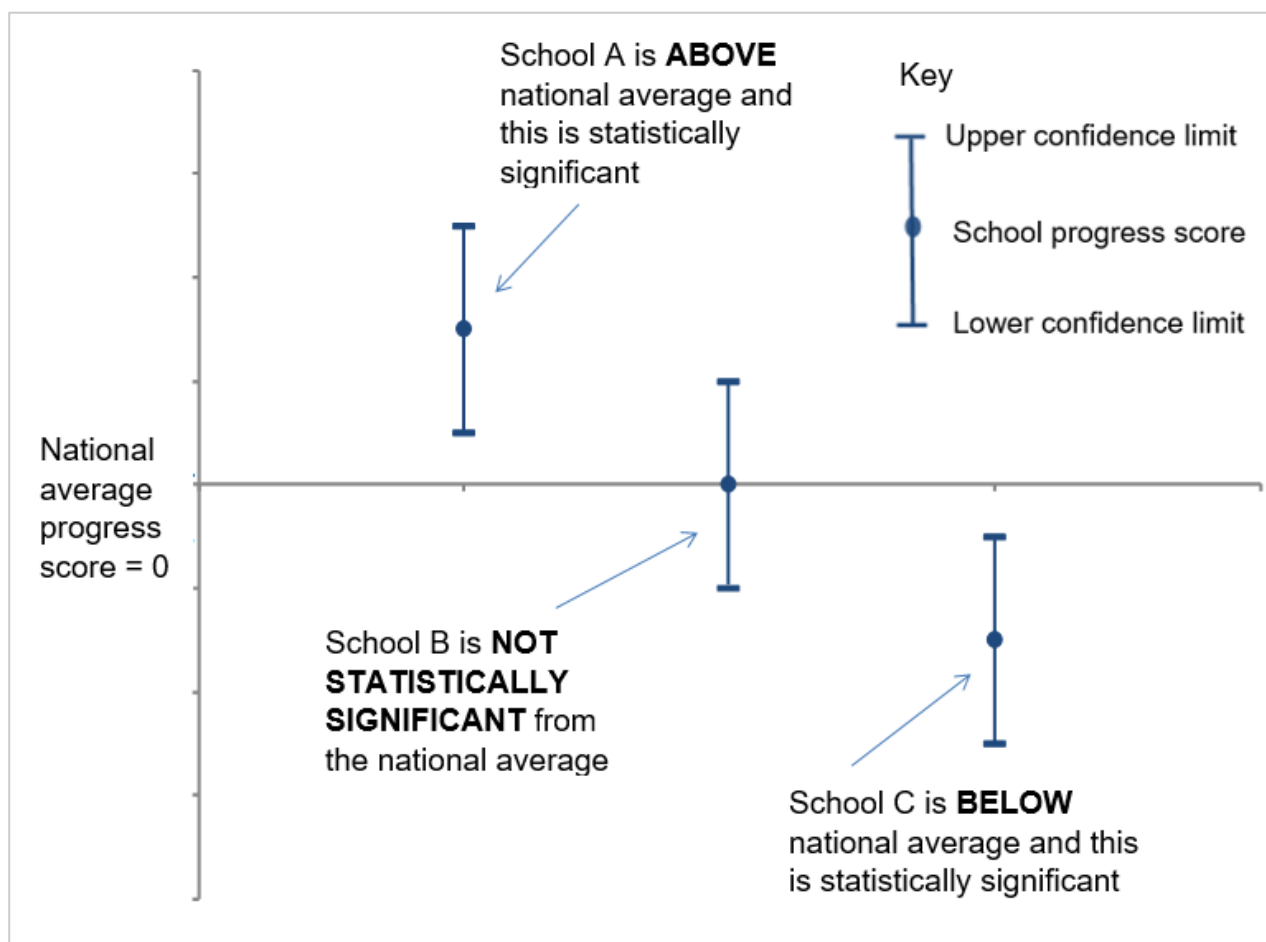 School A is ABOVE
national average and
this is statistically
significant
Key
Upper confidence limit
School progress score
Lower confidence limit
National
average
progress
score = 0
School B is NOT
STATISTICALLY
SIGNIFICANT from
the national average
School C is BELOW
national average and this
is statistically significant